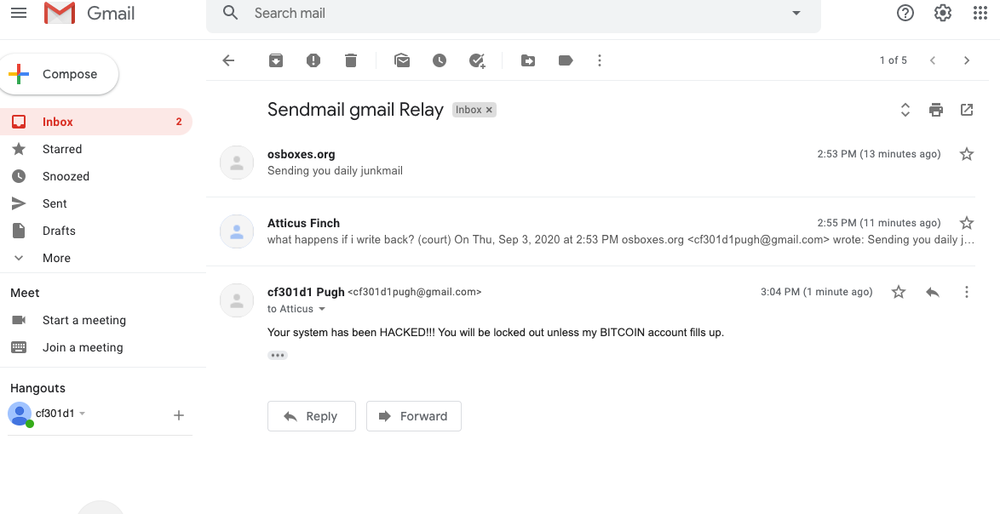 Gmail
Search mail
Compose
1 of 5
Inbox 2
Starred
Snoozed
Sent
Drafts
More
Meet
Start a meeting
Join a meeting
Hangouts
cf301d1
Sendmail gmail Relay Inbox x
osboxes.org 2:53 PM (13 minutes ago)
Sending you daily junkmail
Atticus Finch 2:55 PM (11 minutes ago)
what happens if i write back? (court) On Thu, Sep 3, 2020 at 2:53 PM osboxes.org <cf301d1pugh@gmail.com> wrote: Sending you daily j…
cf301d1 Pugh <cf301d1pugh@gmail.com> 3:04 PM (1 minute ago)
to Atticus
Your system has been HACKED!!! You will be locked out unless my BITCOIN account fills up.
Reply Forward